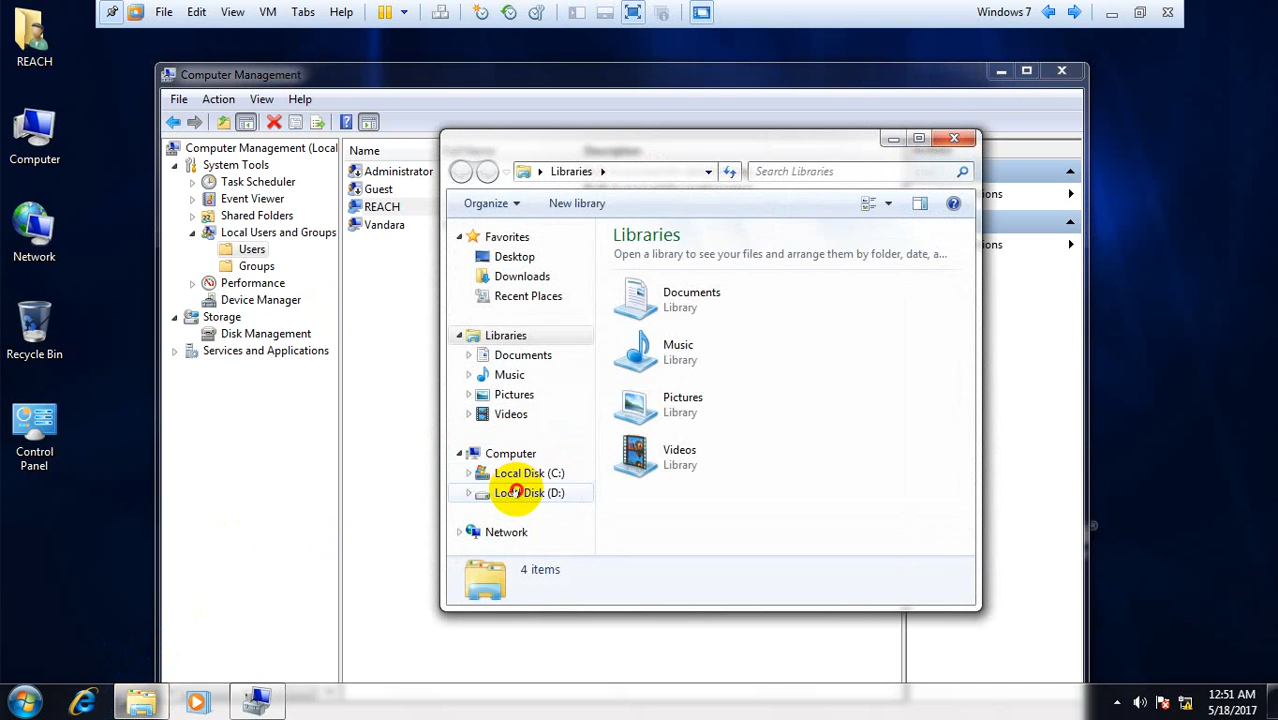 File Edit View VM Tabs Help
Windows 7
REACH
Computer
Network
Recycle Bin
Control Panel
Computer Management
File Action View Help
Computer Management (Local
System Tools
Task Scheduler
Event Viewer
Shared Folders
Local Users and Groups
Users
Groups
Performance
Device Manager
Storage
Disk Management
Services and Applications
Name
Administrator
Guest
REACH
Vandara
Libraries
Search Libraries
Organize
New library
Favorites
Desktop
Downloads
Recent Places
Libraries
Documents
Music
Pictures
Videos
Computer
Local Disk (C:)
Local Disk (D:)
Network
Libraries
Open a library to see your files and arrange them by folder, date, a...
Documents
Library
Music
Library
Pictures
Library
Videos
Library
4 items
12:51 AM
5/18/2017